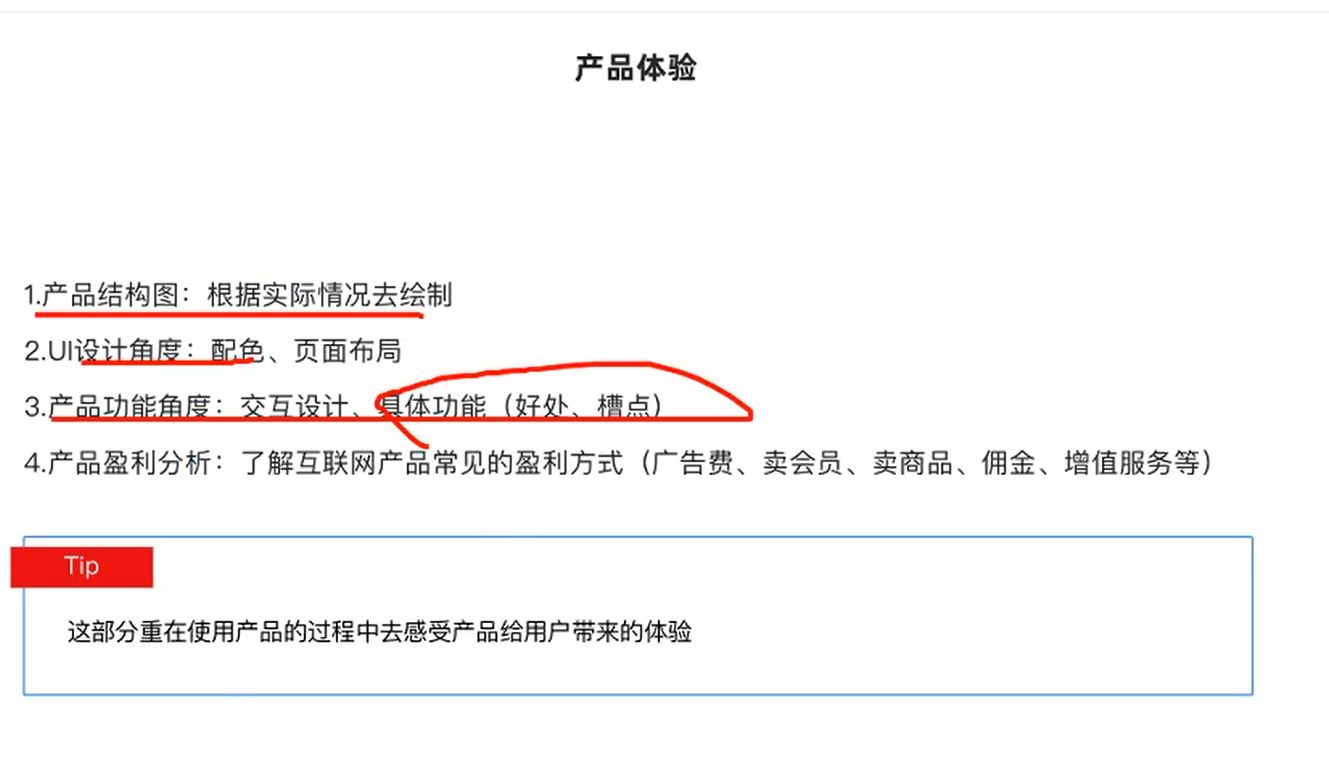 产品体验
1.产品结构图：根据实际情况去绘制
2.UI设计角度：配色、页面布局
3.产品功能角度：交互设计、具体功能（好处、槽点）
4.产品盈利分析：了解互联网产品常见的盈利方式（广告费、卖会员、卖商品、佣金、增值服务等）
Tip
这部分重在使用产品的过程中去感受产品给用户带来的体验